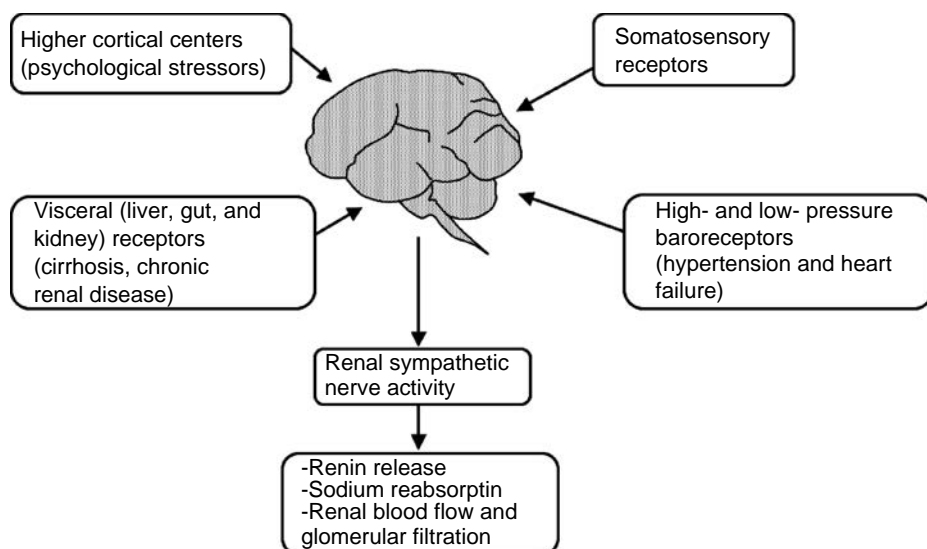 Higher cortical centers
(psychological stressors)
Somatosensory
receptors
Visceral (liver, gut, and
kidney) receptors
(cirrhosis, chronic
renal disease)
High- and low- pressure
baroreceptors
(hypertension and heart
failure)
Renal sympathetic
nerve activity
-Renin release
-Sodium reabsorptin
-Renal blood flow and
glomerular filtration